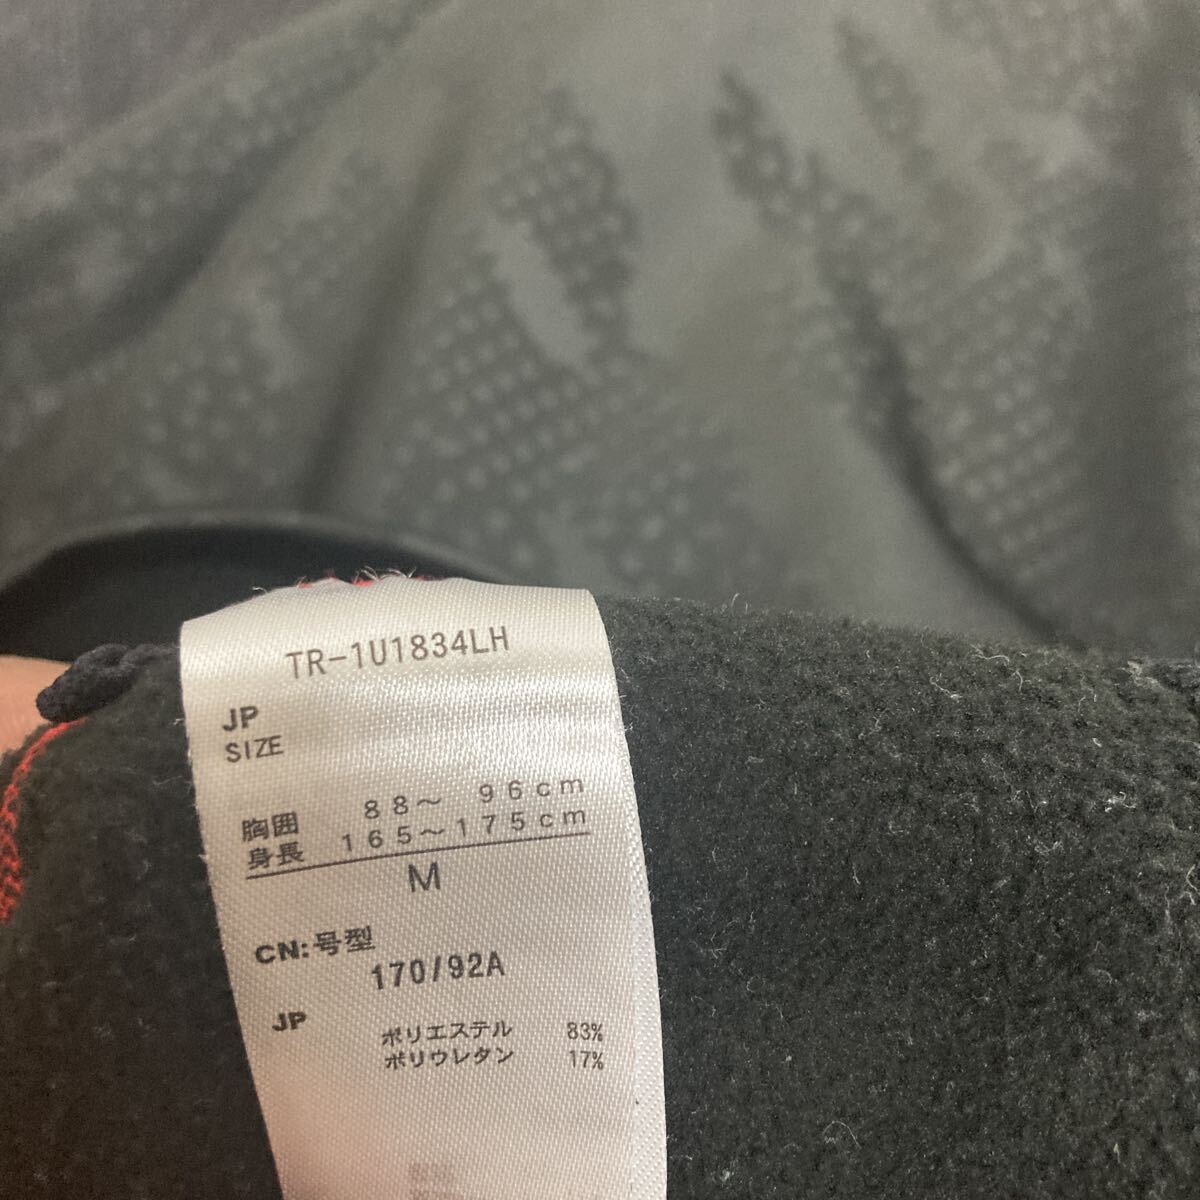 TR-1U1834LH
JP
SIZE
胸囲 88～ 96cm
身長 165～175cm
M
CN:号型
170/92A
JP
ポリエステル 83%
ポリウレタン 17%